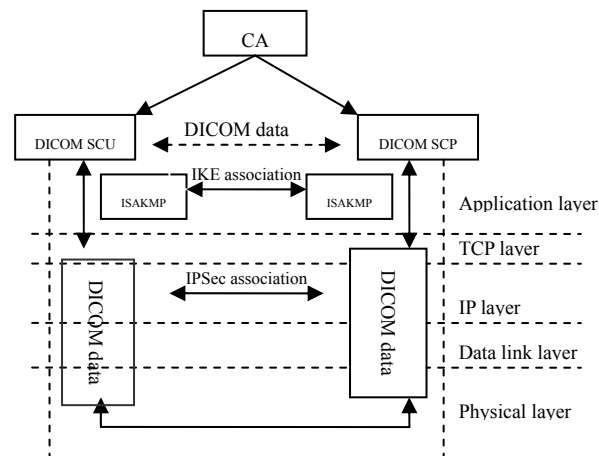 CA
DICOM SCU
DICOM data
DICOM SCP
IKE association
ISAKMP
ISAKMP
Application layer
TCP layer
DICOM data
IPSec association
DICOM data
IP layer
Data link layer
Physical layer